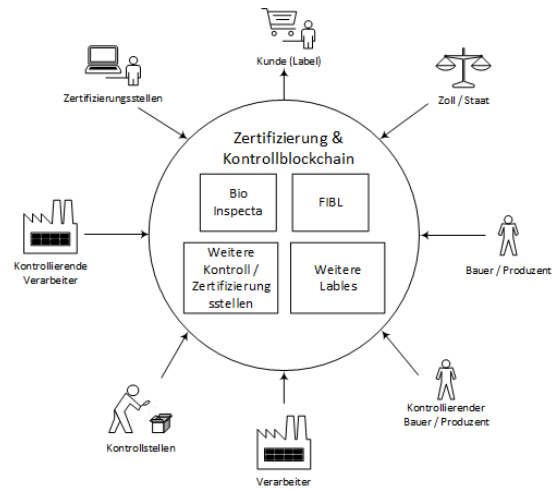 Kunde (Label)
Zertifizierungsstellen
Zoll / Staat
Zertifizierung &
Kontrollblockchain
Bio
Inspecta
FIBL
Weitere
Kontroll /
Zertifizierung
sstellen
Weitere
Lables
Kontrollierende
Verarbeiter
Bauer / Produzent
Kontrollstellen
Kontrollierender
Bauer / Produzent
Verarbeiter